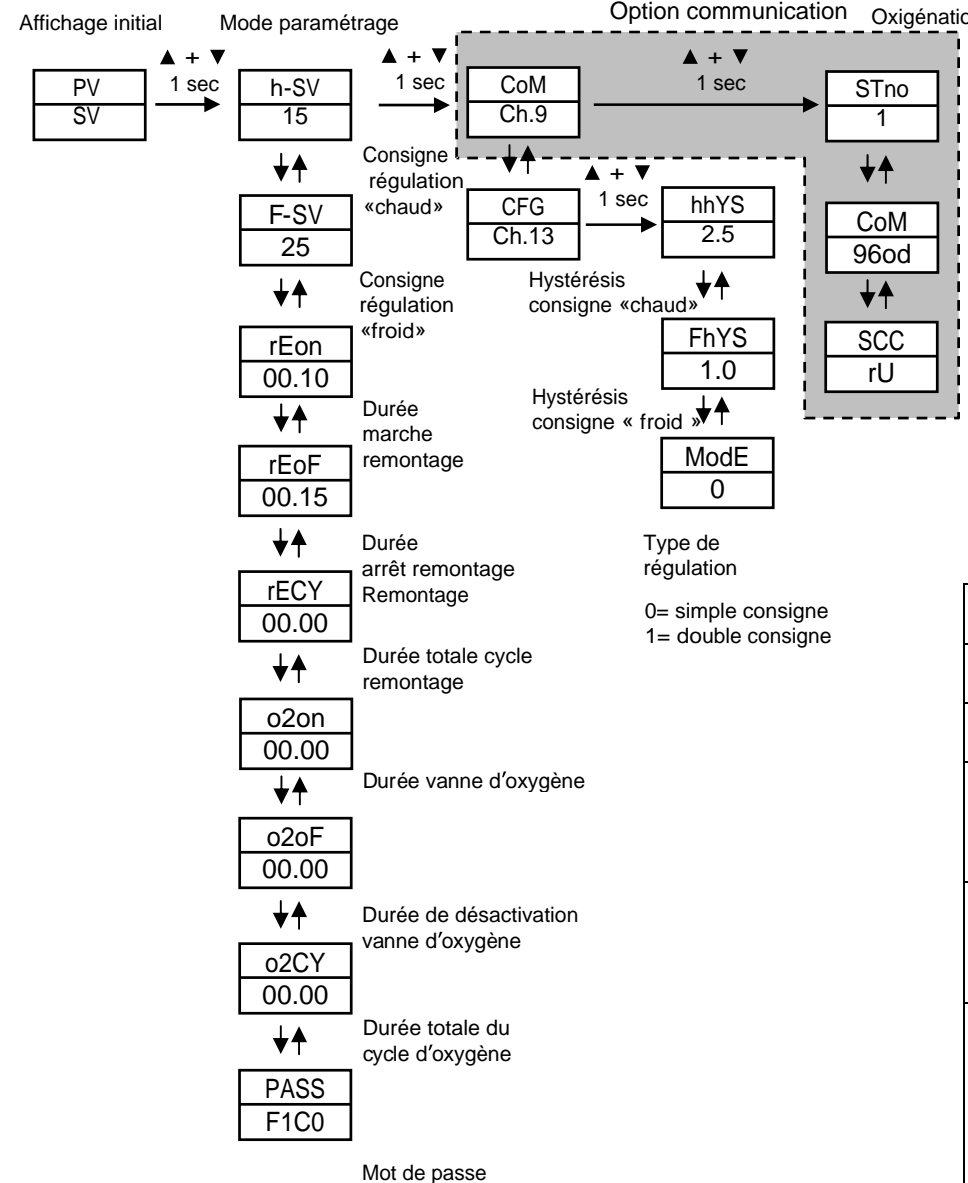 Affichage initial
Mode paramétrage
Option communication
▲ + ▼
1 sec
▲ + ▼
1 sec
▲ + ▼
1 sec
PV
SV
h-SV
15
CoM
Ch.9
STno
1
Consigne
régulation
«chaud»
▲ + ▼
1 sec
F-SV
25
CFG
Ch.13
hhYS
2.5
CoM
96od
Consigne
régulation
«froid»
Hystérésis
consigne «chaud»
rEon
00.10
FhYS
1.0
SCC
rU
Durée
marche
remontage
Hystérésis
consigne « froid »
rEoF
00.15
ModE
0
Durée
arrêt remontage
Remontage
Type de
régulation
rECY
00.00
0= simple consigne
1= double consigne
Durée totale cycle
remontage
o2on
00.00
Durée vanne d’oxygène
o2oF
00.00
Durée de désactivation
vanne d’oxygène
o2CY
00.00
Durée totale du
cycle d’oxygène
PASS
F1C0
Mot de passe